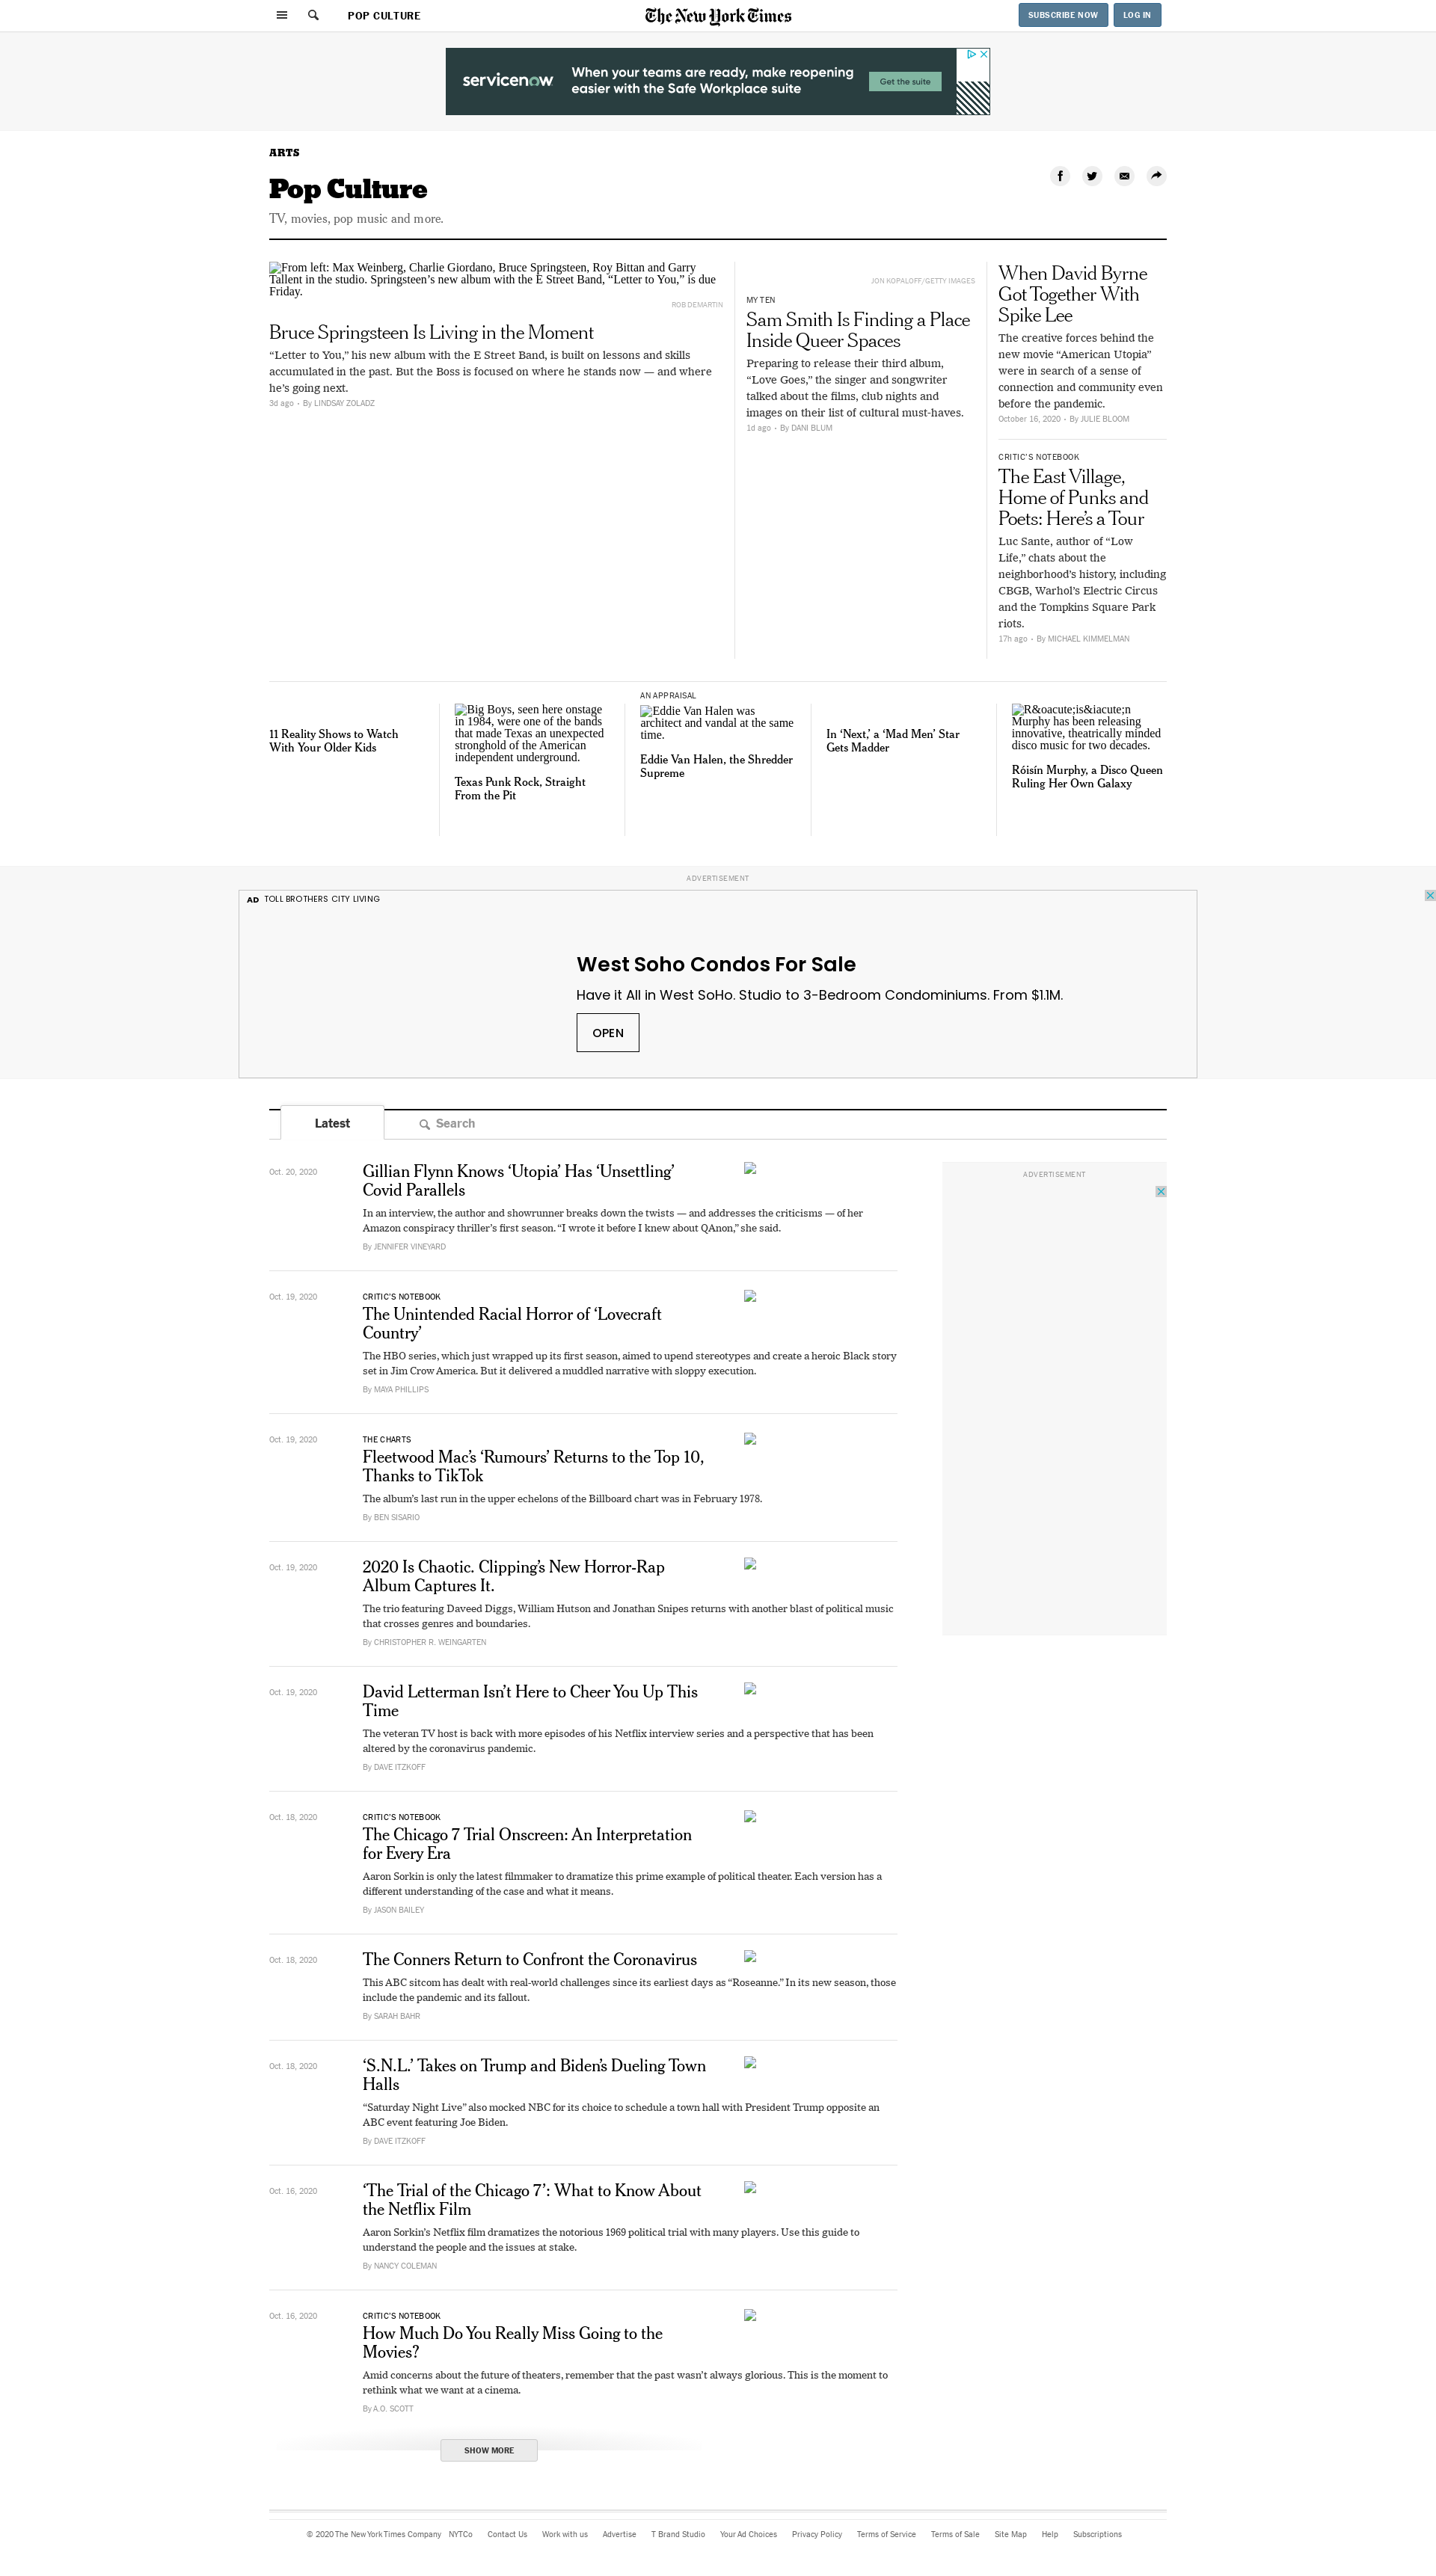 POP CULTURE
The New York Times
SUBSCRIBE NOW
LOG IN
servicenow
When your teams are ready, make reopening
easier with the Safe Workplace suite
Get the suite
ARTS
Pop Culture
TV, movies, pop music and more.
From left: Max Weinberg, Charlie Giordano, Bruce Springsteen, Roy Bittan and Garry
Tallent in the studio. Springsteen’s new album with the E Street Band, “Letter to You,” is due
Friday.
ROB DEMARTIN
Bruce Springsteen Is Living in the Moment
“Letter to You,” his new album with the E Street Band, is built on lessons and skills
accumulated in the past. But the Boss is focused on where he stands now — and where
he’s going next.
3d ago • By LINDSAY ZOLADZ
JON KOPALOFF/GETTY IMAGES
MY TEN
Sam Smith Is Finding a Place
Inside Queer Spaces
Preparing to release their third album,
“Love Goes,” the singer and songwriter
talked about the films, club nights and
images on their list of cultural must-haves.
1d ago • By DANI BLUM
When David Byrne
Got Together With
Spike Lee
The creative forces behind the
new movie “American Utopia”
were in search of a sense of
connection and community even
before the pandemic.
October 16, 2020 • By JULIE BLOOM
CRITIC’S NOTEBOOK
The East Village,
Home of Punks and
Poets: Here’s a Tour
Luc Sante, author of “Low
Life,” chats about the
neighborhood’s history, including
CBGB, Warhol’s Electric Circus
and the Tompkins Square Park
riots.
17h ago • By MICHAEL KIMMELMAN
11 Reality Shows to Watch
With Your Older Kids
Big Boys, seen here onstage
in 1984, were one of the bands
that made Texas an unexpected
stronghold of the American
independent underground.
Texas Punk Rock, Straight
From the Pit
AN APPRAISAL
Eddie Van Halen was
architect and vandal at the same
time.
Eddie Van Halen, the Shredder
Supreme
In ‘Next,’ a ‘Mad Men’ Star
Gets Madder
R&oacute;is&iacute;n
Murphy has been releasing
innovative, theatrically minded
disco music for two decades.
Róisín Murphy, a Disco Queen
Ruling Her Own Galaxy
ADVERTISEMENT
AD TOLL BROTHERS CITY LIVING
West Soho Condos For Sale
Have it All in West SoHo. Studio to 3-Bedroom Condominiums. From $1.1M.
OPEN
Latest
Search
Oct. 20, 2020
Gillian Flynn Knows ‘Utopia’ Has ‘Unsettling’
Covid Parallels
In an interview, the author and showrunner breaks down the twists — and addresses the criticisms — of her
Amazon conspiracy thriller’s first season. “I wrote it before I knew about QAnon,” she said.
By JENNIFER VINEYARD
ADVERTISEMENT
Oct. 19, 2020
CRITIC’S NOTEBOOK
The Unintended Racial Horror of ‘Lovecraft
Country’
The HBO series, which just wrapped up its first season, aimed to upend stereotypes and create a heroic Black story
set in Jim Crow America. But it delivered a muddled narrative with sloppy execution.
By MAYA PHILLIPS
Oct. 19, 2020
THE CHARTS
Fleetwood Mac’s ‘Rumours’ Returns to the Top 10,
Thanks to TikTok
The album’s last run in the upper echelons of the Billboard chart was in February 1978.
By BEN SISARIO
Oct. 19, 2020
2020 Is Chaotic. Clipping’s New Horror-Rap
Album Captures It.
The trio featuring Daveed Diggs, William Hutson and Jonathan Snipes returns with another blast of political music
that crosses genres and boundaries.
By CHRISTOPHER R. WEINGARTEN
Oct. 19, 2020
David Letterman Isn’t Here to Cheer You Up This
Time
The veteran TV host is back with more episodes of his Netflix interview series and a perspective that has been
altered by the coronavirus pandemic.
By DAVE ITZKOFF
Oct. 18, 2020
CRITIC’S NOTEBOOK
The Chicago 7 Trial Onscreen: An Interpretation
for Every Era
Aaron Sorkin is only the latest filmmaker to dramatize this prime example of political theater. Each version has a
different understanding of the case and what it means.
By JASON BAILEY
Oct. 18, 2020
The Conners Return to Confront the Coronavirus
This ABC sitcom has dealt with real-world challenges since its earliest days as “Roseanne.” In its new season, those
include the pandemic and its fallout.
By SARAH BAHR
Oct. 18, 2020
‘S.N.L.’ Takes on Trump and Biden’s Dueling Town
Halls
“Saturday Night Live” also mocked NBC for its choice to schedule a town hall with President Trump opposite an
ABC event featuring Joe Biden.
By DAVE ITZKOFF
Oct. 16, 2020
‘The Trial of the Chicago 7’: What to Know About
the Netflix Film
Aaron Sorkin’s Netflix film dramatizes the notorious 1969 political trial with many players. Use this guide to
understand the people and the issues at stake.
By NANCY COLEMAN
Oct. 16, 2020
CRITIC’S NOTEBOOK
How Much Do You Really Miss Going to the
Movies?
Amid concerns about the future of theaters, remember that the past wasn’t always glorious. This is the moment to
rethink what we want at a cinema.
By A.O. SCOTT
SHOW MORE
© 2020 The New York Times Company NYTCo Contact Us Work with us Advertise T Brand Studio Your Ad Choices Privacy Policy Terms of Service Terms of Sale Site Map Help Subscriptions